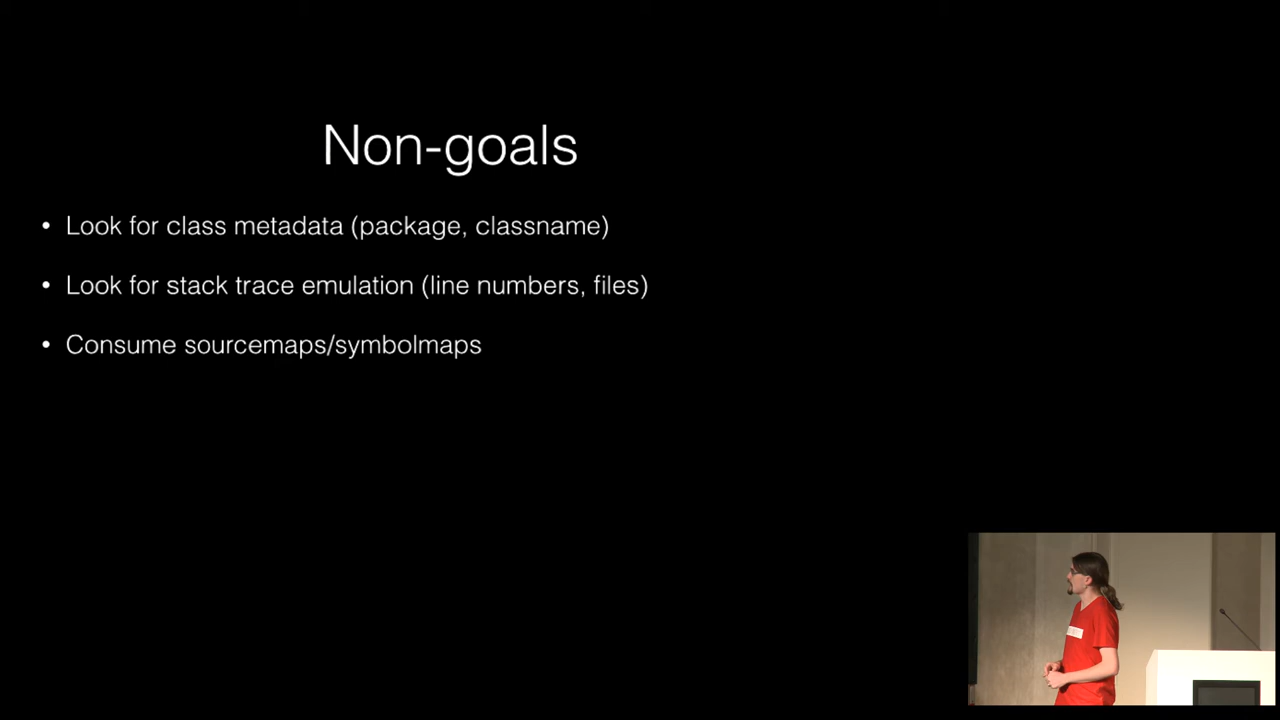 Non-goals
• Look for class metadata (package, classname)
• Look for stack trace emulation (line numbers, files)
• Consume sourcemaps/symbolmaps